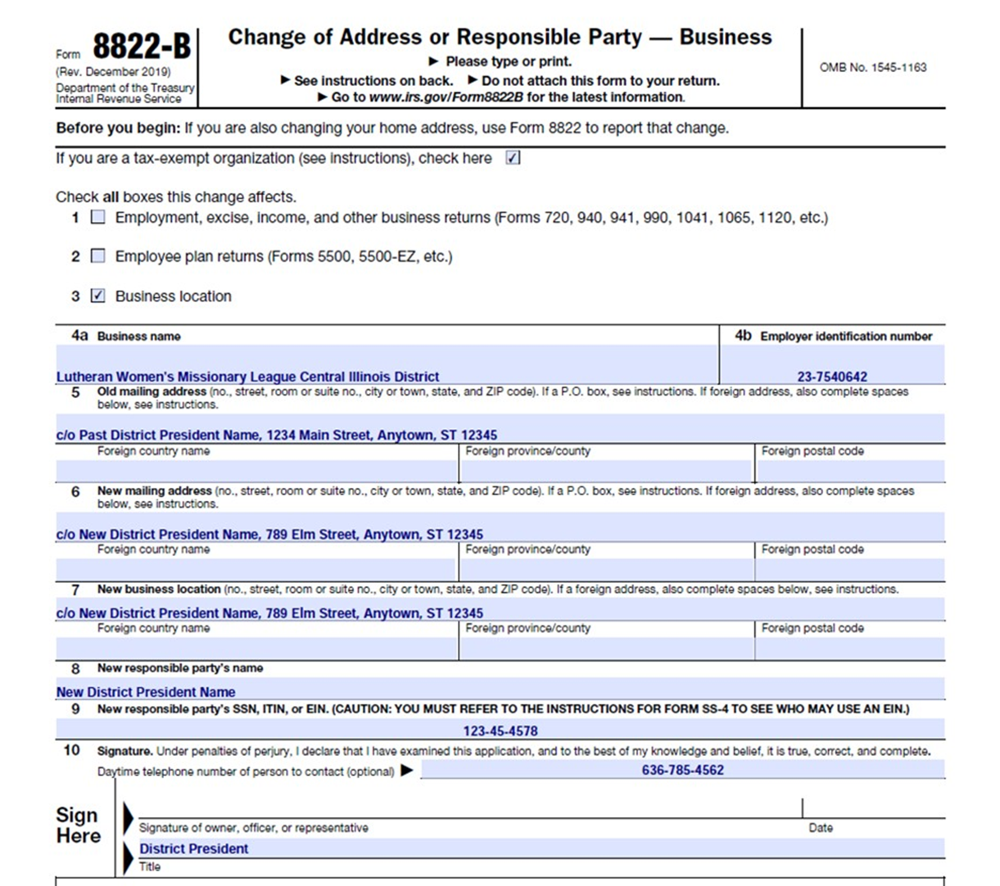 Form 8822-B
(Rev. December 2019)
Department of the Treasury
Internal Revenue Service
Change of Address or Responsible Party — Business
► Please type or print.
► See instructions on back. ► Do not attach this form to your return.
► Go to www.irs.gov/Form8822B for the latest information.
OMB No. 1545-1163
Before you begin: If you are also changing your home address, use Form 8822 to report that change.
If you are a tax-exempt organization (see instructions), check here ✓
Check all boxes this change affects.
1 Employment, excise, income, and other business returns (Forms 720, 940, 941, 990, 1041, 1065, 1120, etc.)
2 Employee plan returns (Forms 5500, 5500-EZ, etc.)
3 ✓ Business location
4a Business name
4b Employer identification number
Lutheran Women's Missionary League Central Illinois District
23-7540642
5 Old mailing address (no., street, room or suite no., city or town, state, and ZIP code). If a P.O. box, see instructions. If foreign address, also complete spaces
below, see instructions.
c/o Past District President Name, 1234 Main Street, Anytown, ST 12345
Foreign country name Foreign province/county Foreign postal code
6 New mailing address (no., street, room or suite no., city or town, state, and ZIP code). If a P.O. box, see instructions. If foreign address, also complete spaces
below, see instructions.
c/o New District President Name, 789 Elm Street, Anytown, ST 12345
Foreign country name Foreign province/county Foreign postal code
7 New business location (no., street, room or suite no., city or town, state, and ZIP code). If a foreign address, also complete spaces below, see instructions.
c/o New District President Name, 789 Elm Street, Anytown, ST 12345
Foreign country name Foreign province/county Foreign postal code
8 New responsible party's name
New District President Name
9 New responsible party's SSN, ITIN, or EIN. (CAUTION: YOU MUST REFER TO THE INSTRUCTIONS FOR FORM SS-4 TO SEE WHO MAY USE AN EIN.)
123-45-4578
10 Signature. Under penalties of perjury, I declare that I have examined this application, and to the best of my knowledge and belief, it is true, correct, and complete.
Daytime telephone number of person to contact (optional) ► 636-785-4562
Sign
Here
Signature of owner, officer, or representative Date
District President
Title